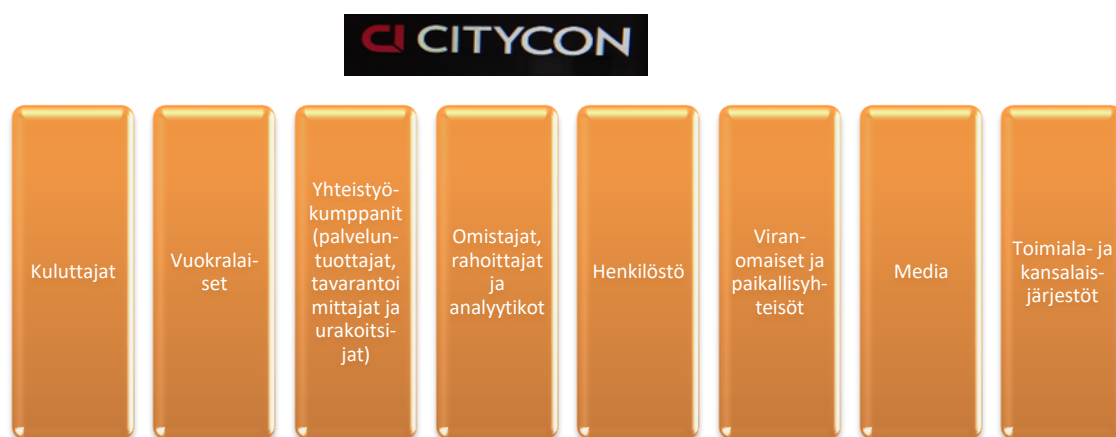 CITYCON
Kuluttajat
Vuokralai-
set
Yhteistyö-
kumppanit
(palvelun-
tuottajat,
tavarantoi
mittajat ja
urakoitsi-
jat)
Omistajat,
rahoittajat
ja
analyytikot
Henkilöstö
Viran-
omaiset ja
paikallisyh-
teisöt
Media
Toimiala- ja
kansalais-
järjestöt